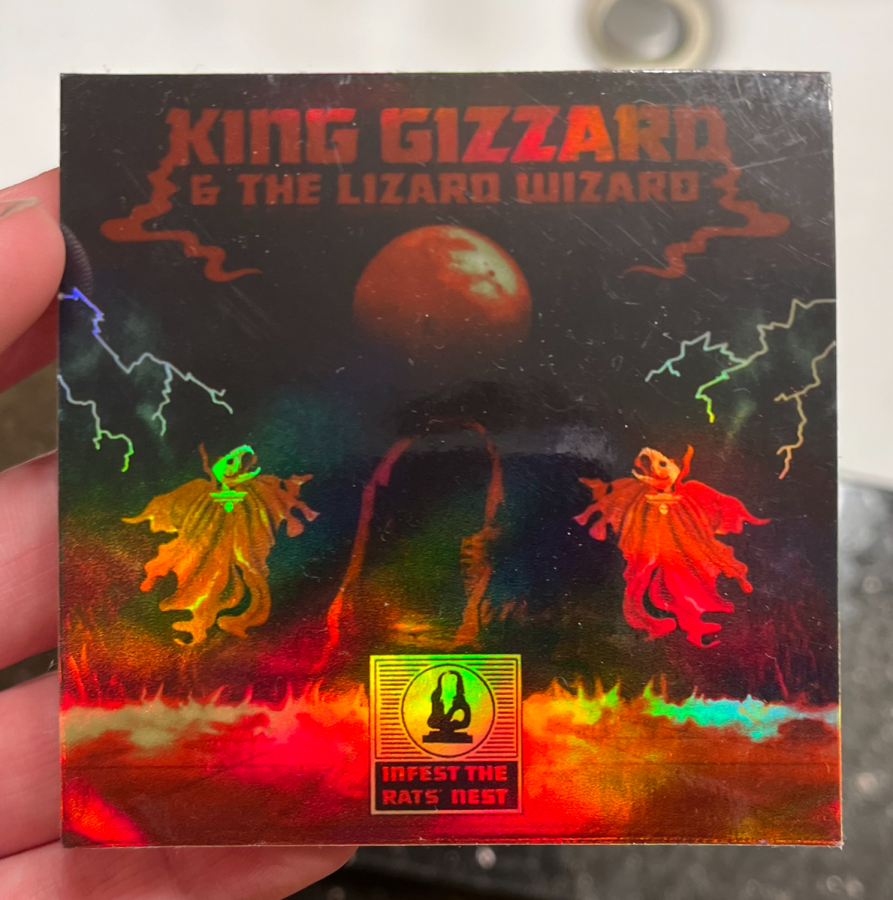 KING GIZZARD
& THE LIZARD WIZARD
INFEST THE
RATS' NEST